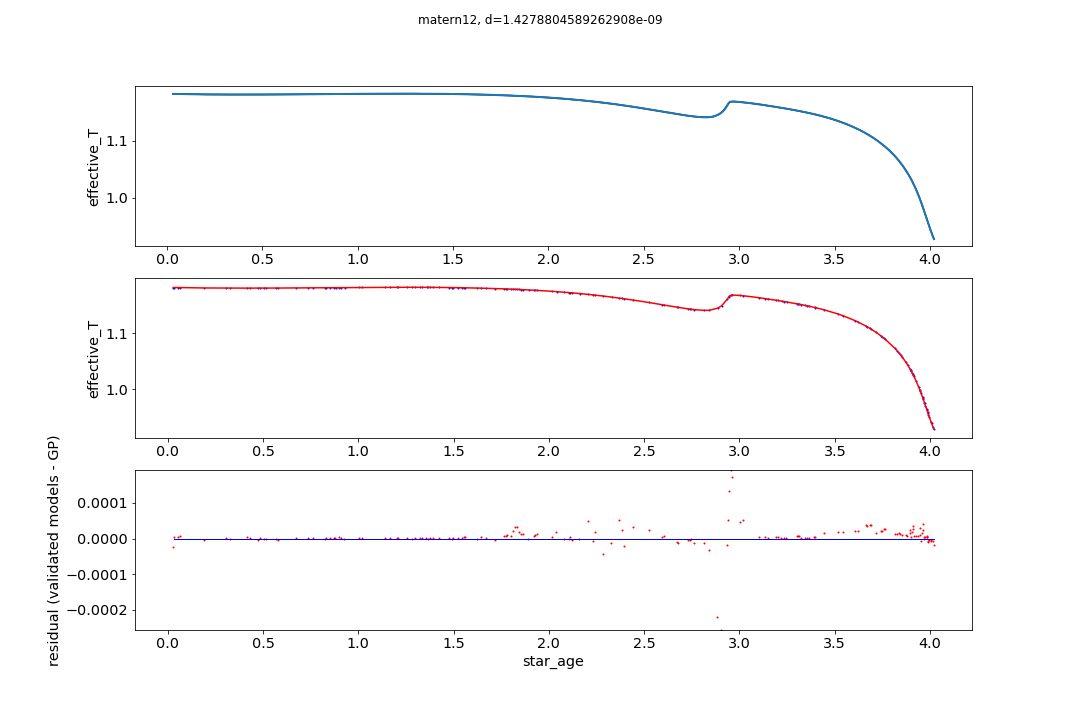 matern12, d=1.4278804589262908e-09
effective_T
1.1
1.0
0.0 0.5 1.0 1.5 2.0 2.5 3.0 3.5 4.0
effective_T
1.1
1.0
0.0 0.5 1.0 1.5 2.0 2.5 3.0 3.5 4.0
residual (validated models - GP)
0.0001
0.0000
−0.0001
−0.0002
0.0 0.5 1.0 1.5 2.0 2.5 3.0 3.5 4.0
star_age